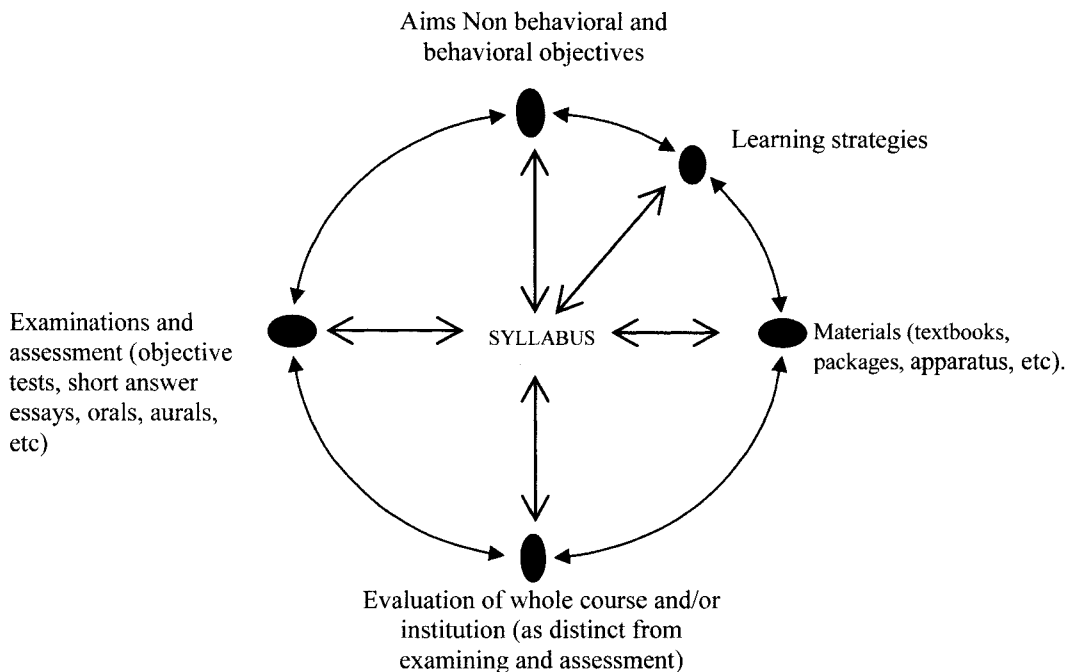 Aims Non behavioral and
behavioral objectives
Learning strategies
Examinations and
assessment (objective
tests, short answer
essays, orals, aurals,
etc)
SYLLABUS
Materials (textbooks,
packages, apparatus, etc).
Evaluation of whole course and/or
institution (as distinct from
examining and assessment)